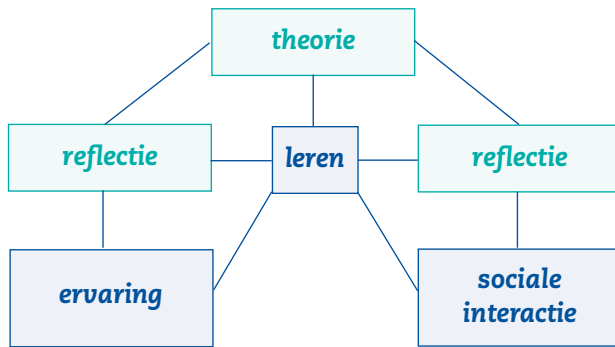 theorie
reflectie
leren
reflectie
ervaring
sociale
interactie